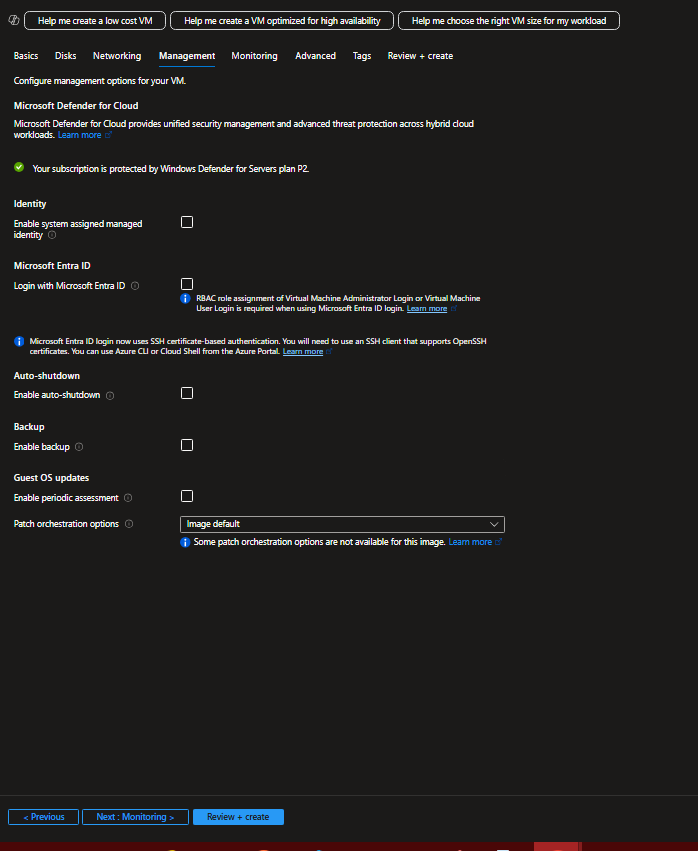 Help me create a low cost VM
Help me create a VM optimized for high availability
Help me choose the right VM size for my workload
Basics
Disks
Networking
Management
Monitoring
Advanced
Tags
Review + create
Configure management options for your VM.
Microsoft Defender for Cloud
Microsoft Defender for Cloud provides unified security management and advanced threat protection across hybrid cloud
workloads. Learn more
Your subscription is protected by Windows Defender for Servers plan P2.
Identity
Enable system assigned managed
identity
Microsoft Entra ID
Login with Microsoft Entra ID
RBAC role assignment of Virtual Machine Administrator Login or Virtual Machine
User Login is required when using Microsoft Entra ID login. Learn more
Microsoft Entra ID login now uses SSH certificate-based authentication. You will need to use an SSH client that supports OpenSSH
certificates. You can use Azure CLI or Cloud Shell from the Azure Portal. Learn more
Auto-shutdown
Enable auto-shutdown
Backup
Enable backup
Guest OS updates
Enable periodic assessment
Patch orchestration options
Image default
Some patch orchestration options are not available for this image. Learn more
< Previous
Next : Monitoring >
Review + create